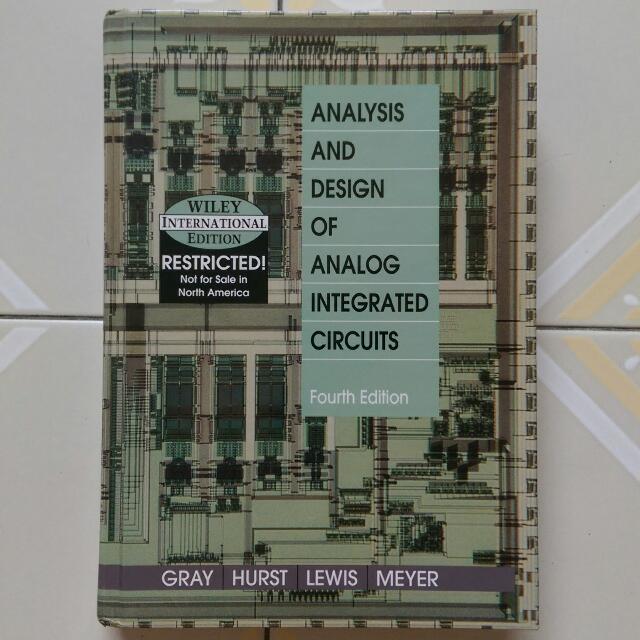 ANALYSIS
AND
DESIGN
OF
ANALOG
INTEGRATED
CIRCUITS
Fourth Edition
WILEY
INTERNATIONAL
EDITION
RESTRICTED!
Not for Sale in
North America
GRAY HURST LEWIS MEYER